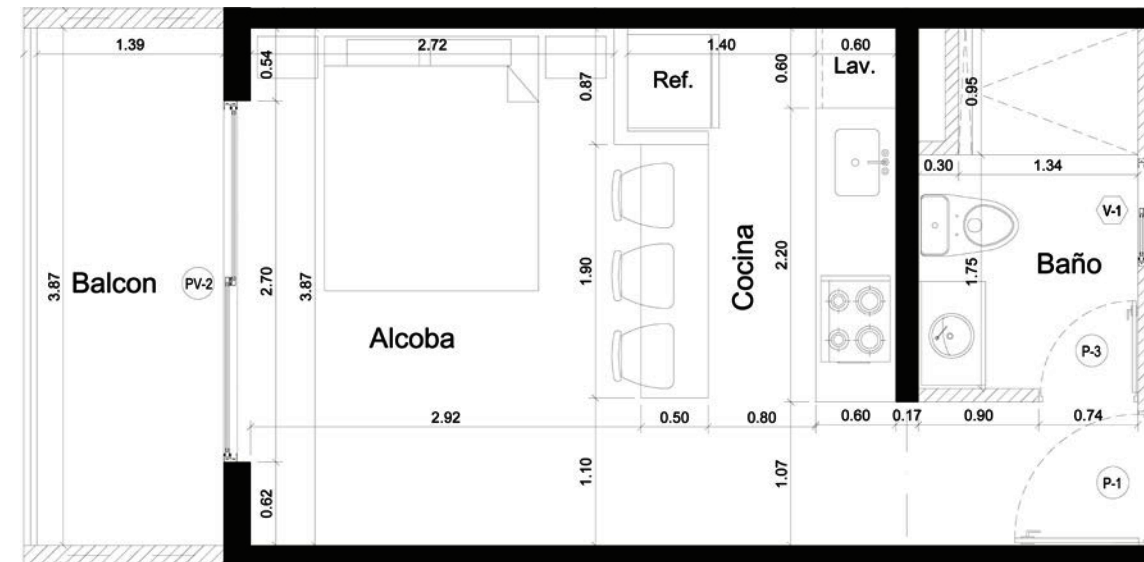 1.39
2.72
1.40
0.60
0.54
0.87
Ref.
0.60
Lav.
0.95
0.30
1.34
V-1
3.87
Balcon
PV-2
2.70
3.87
Alcoba
1.90
Cocina
2.20
1.75
Baño
P-3
2.92
0.50
0.80
0.60
0.17
0.90
0.74
0.62
1.10
1.07
P-1